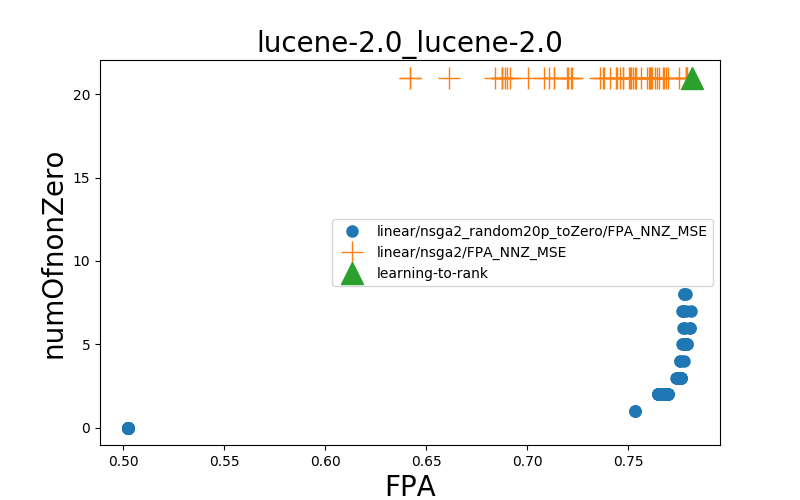 lucene-2.0_lucene-2.0
numOfnonZero
20
15
10
5
0
linear/nsga2_random20p_toZero/FPA_NNZ_MSE
linear/nsga2/FPA_NNZ_MSE
learning-to-rank
0.50 0.55 0.60 0.65 0.70 0.75
FPA